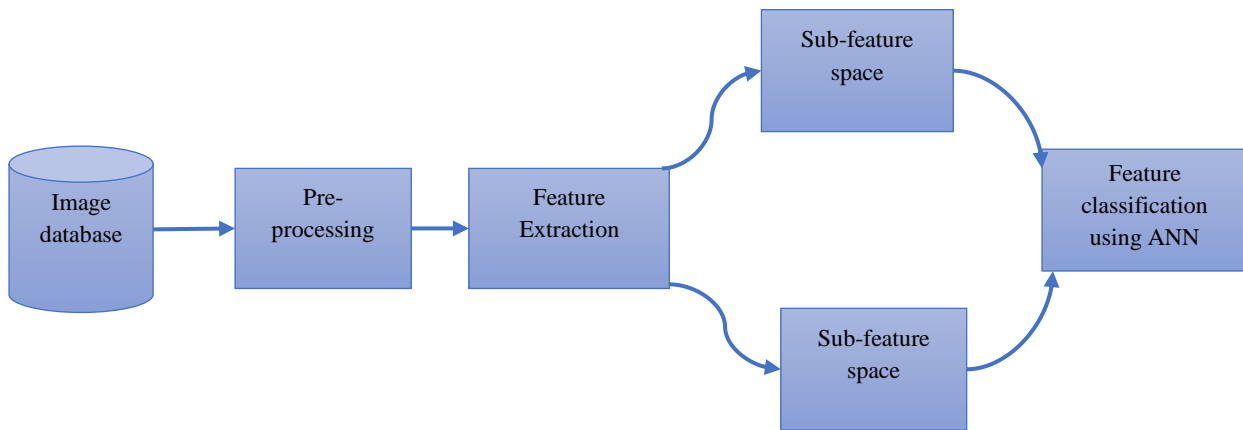 Image
database
Pre-
processing
Feature
Extraction
Sub-feature
space
Sub-feature
space
Feature
classification
using ANN